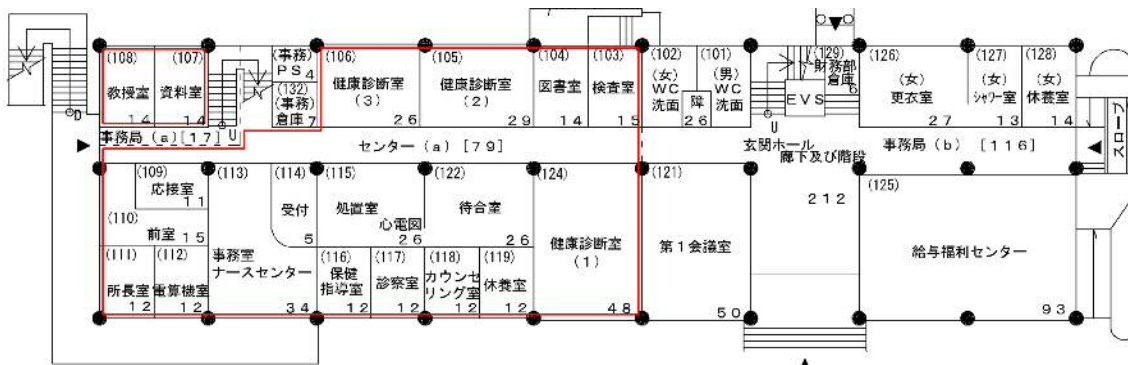 (108)
教授室
14
(107)
資料室
14
(事務)
PS4
(132)
(事務)
倉庫7
(106)
健康診断室
(3)
26
(105)
健康診断室
(2)
29
(104)
図書室
14
(103)
検査室
15
(102)
(女)
WC
洗面
障
26
(101)
(男)
WC
洗面
EVS
(129)
財務部
倉庫
6
(126)
(女)
更衣室
27
(127)
(女)
シャワー室
13
(128)
(女)
休養室
14
D
U
U
事務局(a)[17]
センター(a)[79]
玄関ホール
廊下及び階段
212
事務局(b)[116]
スロープ
(109)
応接室
11
(110)
前室 15
(111)
所長室
12
(112)
電算機室
12
(113)
事務室
ナースセンター
34
(114)
受付
5
(115)
処置室
心電図
26
(116)
保健
指導室
12
(117)
診察室
12
(122)
待合室
26
(118)
カウンセ
リング室
12
(119)
休養室
12
(124)
健康診断室
(1)
48
(121)
第1会議室
50
(125)
給与福利センター
93